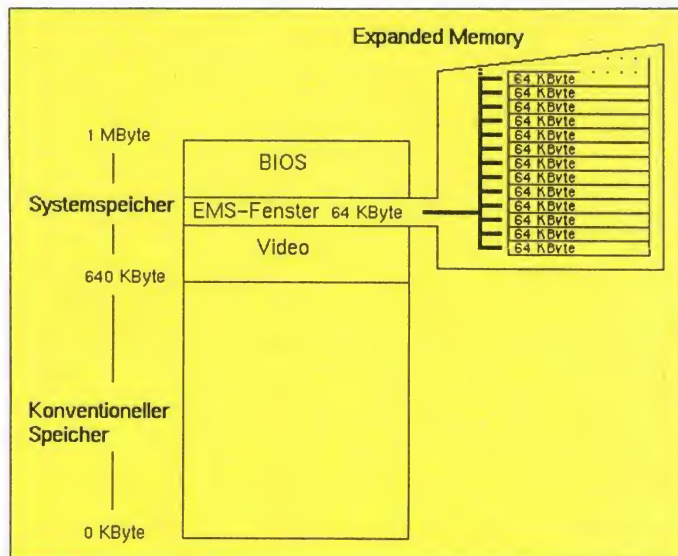 Expanded Memory
64 KByte
64 KByte
64 KByte
64 KByte
64 KByte
64 KByte
64 KByte
64 KByte
64 KByte
64 KByte
64 KByte
64 KByte
64 KByte
1 MByte
BIOS
Systemspeicher
EMS-Fenster 64 KByte
Video
640 KByte
Konventioneller
Speicher
0 KByte